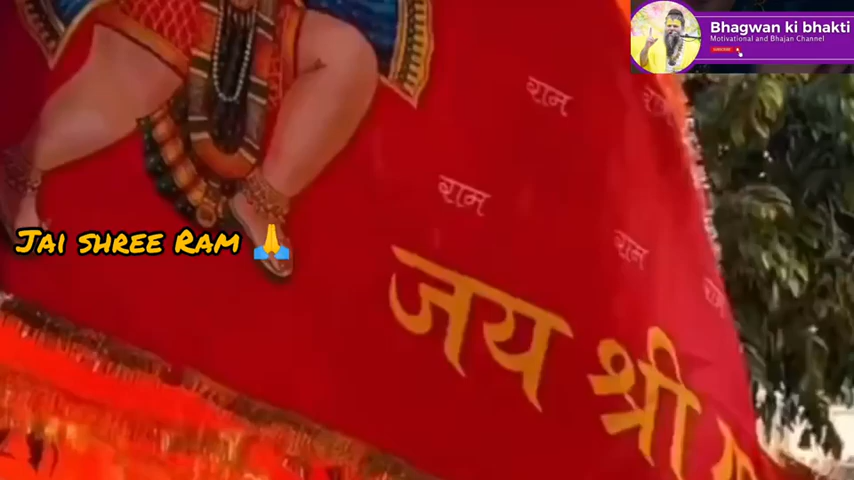 Bhagwan ki bhakti
Motivational and Bhajan Channel
राम
राम
राम
Jai shree Ram 🙏
जय श्री